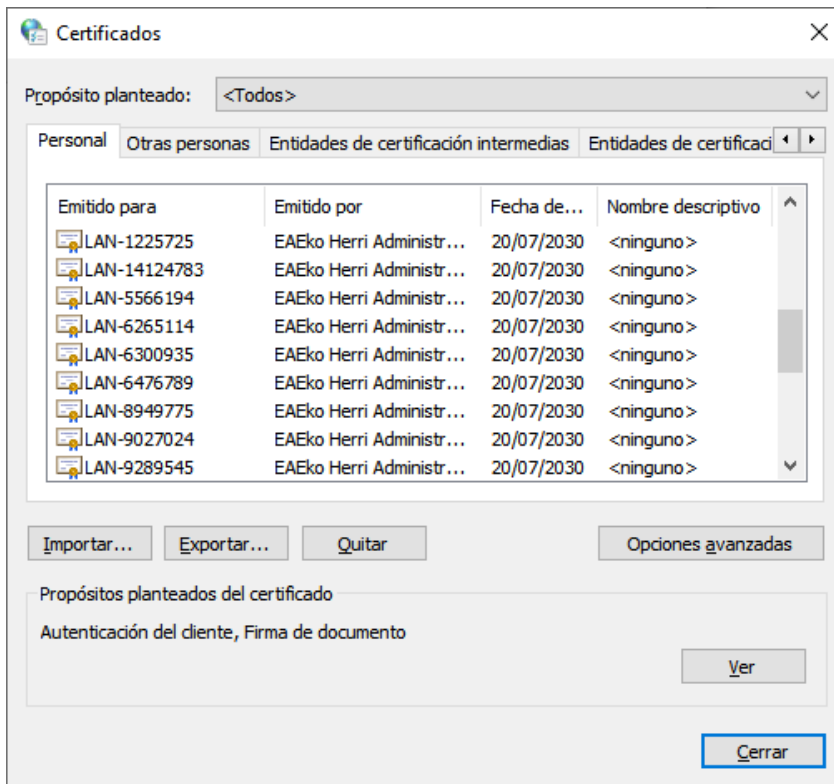 Certificados
Propósito planteado: <Todos>
Personal Otras personas Entidades de certificación intermedias Entidades de certificaci
Emitido para Emitido por Fecha de... Nombre descriptivo
LAN-1225725 EAEko Herri Administr... 20/07/2030 <ninguno>
LAN-14124783 EAEko Herri Administr... 20/07/2030 <ninguno>
LAN-5566194 EAEko Herri Administr... 20/07/2030 <ninguno>
LAN-6265114 EAEko Herri Administr... 20/07/2030 <ninguno>
LAN-6300935 EAEko Herri Administr... 20/07/2030 <ninguno>
LAN-6476789 EAEko Herri Administr... 20/07/2030 <ninguno>
LAN-8949775 EAEko Herri Administr... 20/07/2030 <ninguno>
LAN-9027024 EAEko Herri Administr... 20/07/2030 <ninguno>
LAN-9289545 EAEko Herri Administr... 20/07/2030 <ninguno>
Importar... Exportar... Quitar Opciones avanzadas
Propósitos planteados del certificado
Autenticación del cliente, Firma de documento
Ver
Cerrar